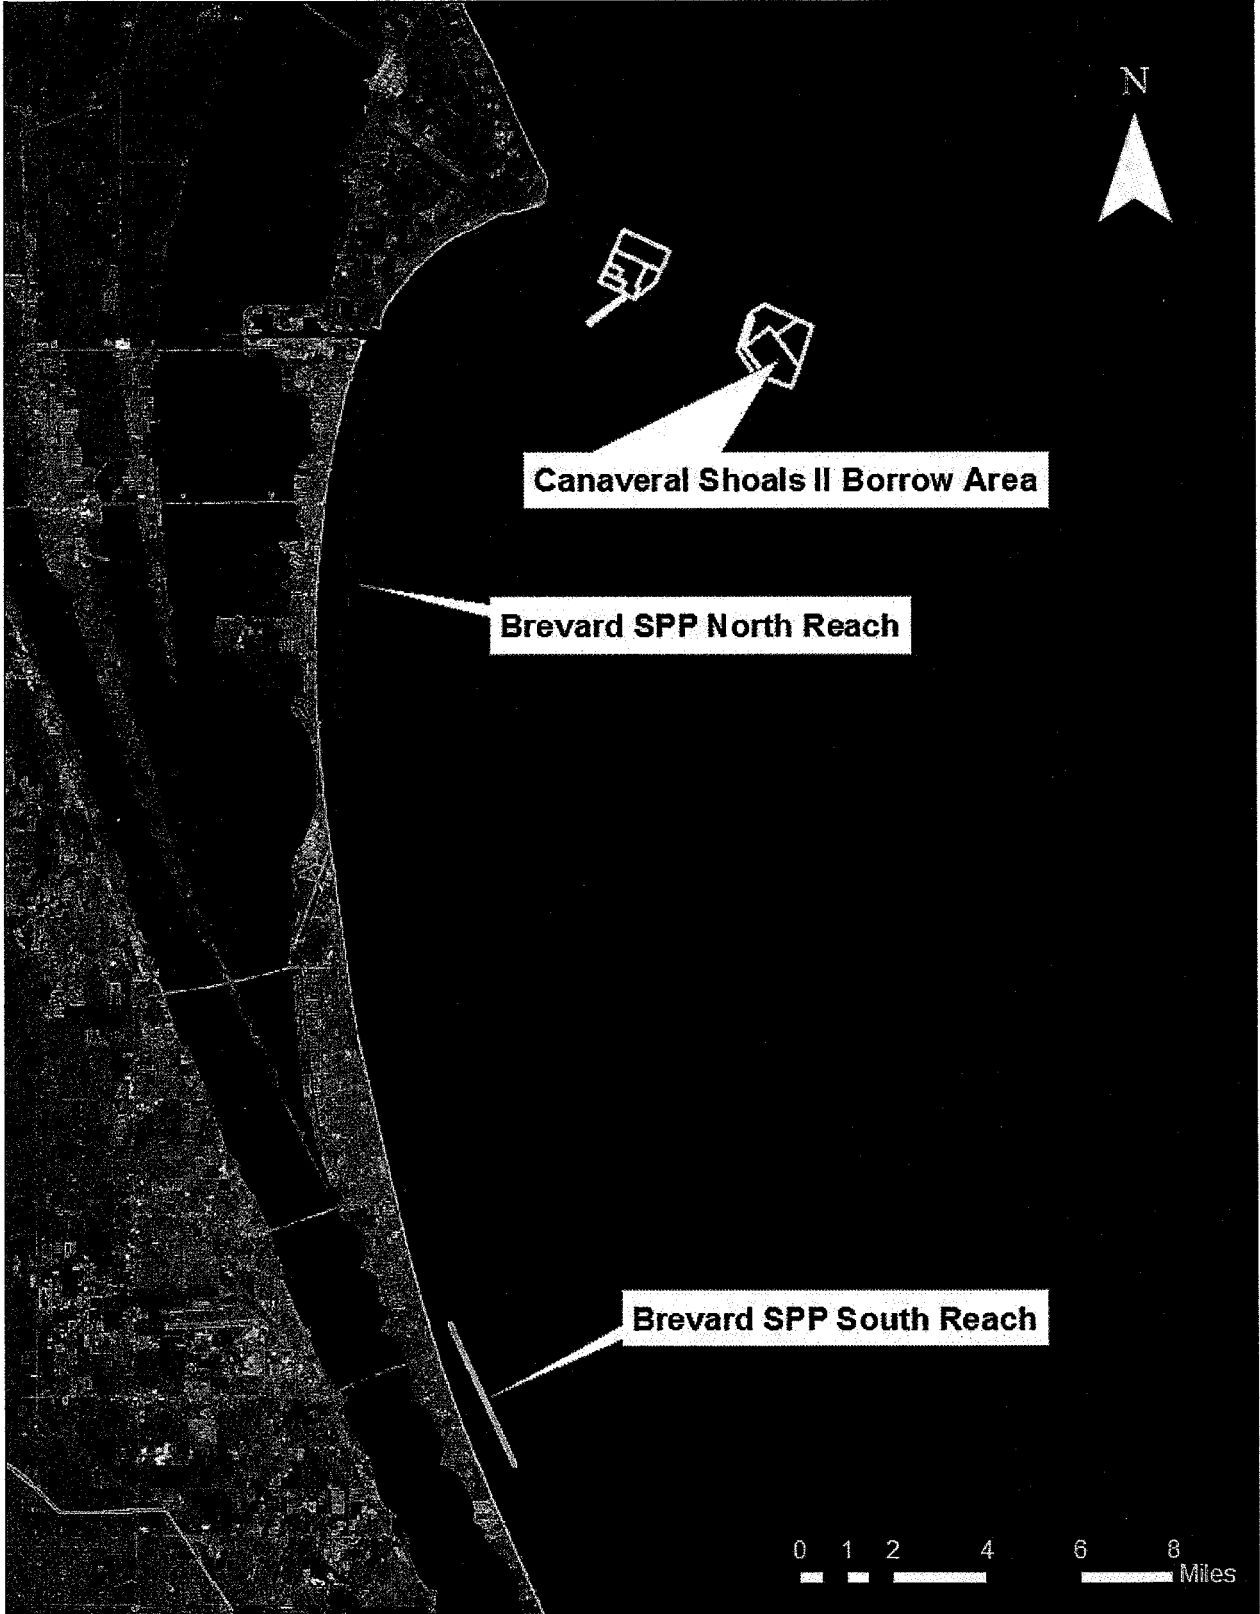 N
Canaveral Shoals II Borrow Area
Brevard SPP North Reach
Brevard SPP South Reach
0 1 2 4 6 8
Miles